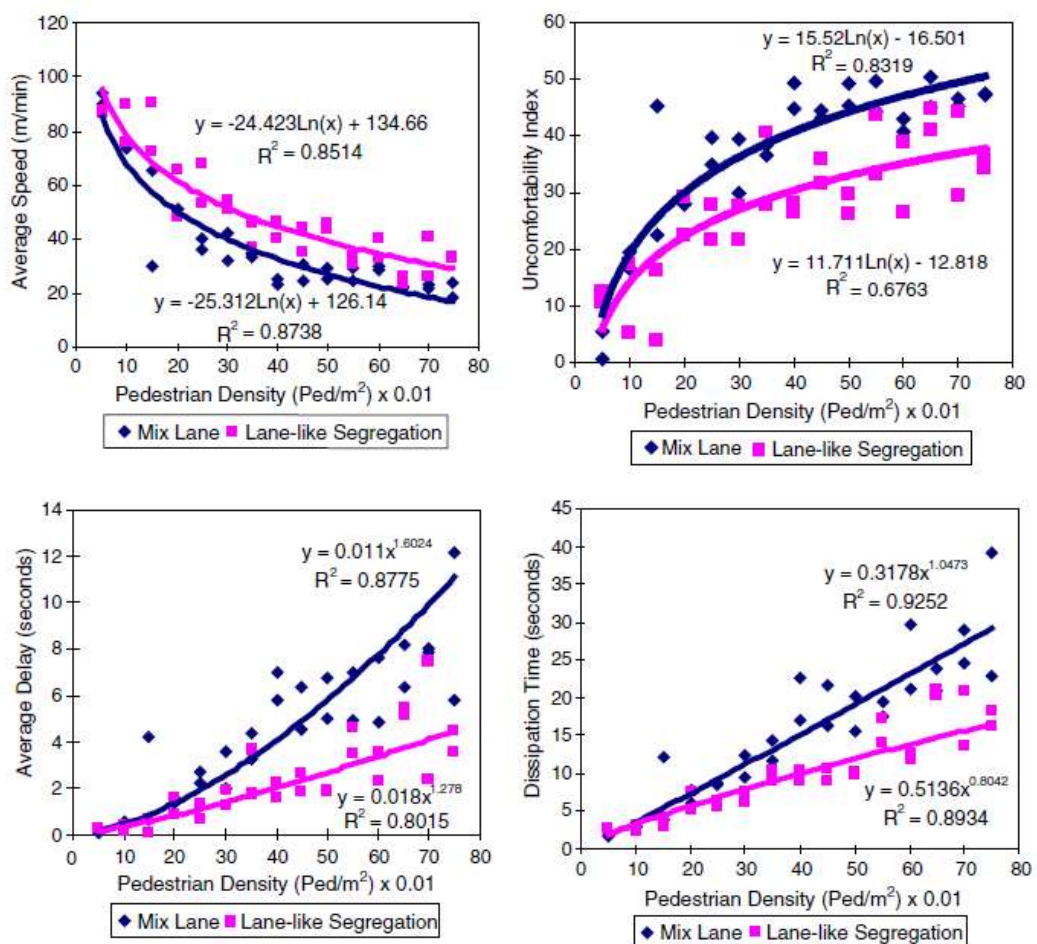 120
100
80
60
40
20
0
Average Speed (m/min)
y = -24.423Ln(x) + 134.66
R² = 0.8514
y = -25.312Ln(x) + 126.14
R² = 0.8738
0 10 20 30 40 50 60 70 80
Pedestrian Density (Ped/m²) x 0.01
Mix Lane Lane-like Segregation
60
50
40
30
20
10
0
Uncomfortability Index
y = 15.52Ln(x) - 16.501
R² = 0.8319
y = 11.711Ln(x) - 12.818
R² = 0.6763
0 10 20 30 40 50 60 70 80
Pedestrian Density (Ped/m²) x 0.01
Mix Lane Lane-like Segregation
14
12
10
8
6
4
2
0
Average Delay (seconds)
y = 0.011x^1.6024
R² = 0.8775
y = 0.018x^1.278
R² = 0.8015
0 10 20 30 40 50 60 70 80
Pedestrian Density (Ped/m²) x 0.01
Mix Lane Lane-like Segregation
45
40
35
30
25
20
15
10
5
0
Dissipation Time (seconds)
y = 0.3178x^1.0473
R² = 0.9252
y = 0.5136x^0.8042
R² = 0.8934
0 10 20 30 40 50 60 70 80
Pedestrian Density (Ped/m²) x 0.01
Mix Lane Lane-like Segregation